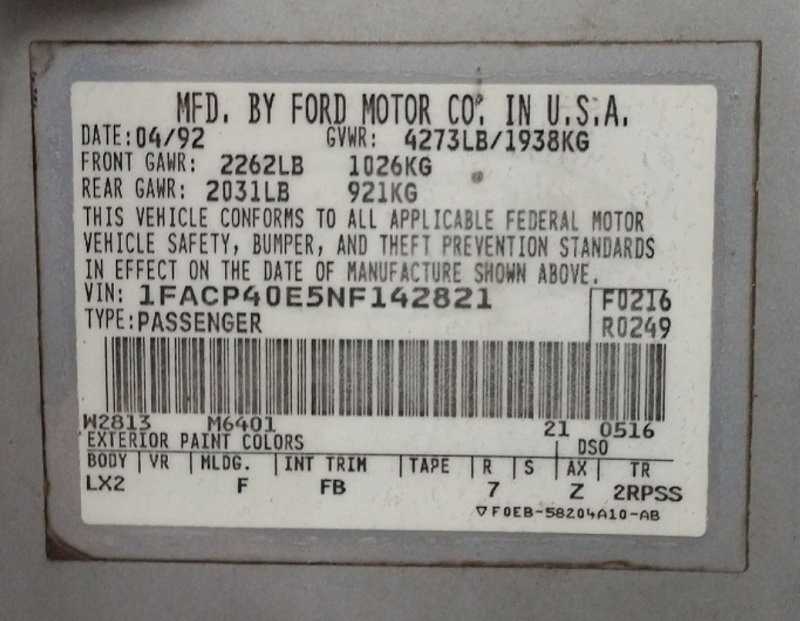 MFD. BY FORD MOTOR CO. IN U.S.A.
DATE: 04/92 GVWR: 4273LB/1938KG
FRONT GAWR: 2262LB 1026KG
REAR GAWR: 2031LB 921KG
THIS VEHICLE CONFORMS TO ALL APPLICABLE FEDERAL MOTOR
VEHICLE SAFETY, BUMPER, AND THEFT PREVENTION STANDARDS
IN EFFECT ON THE DATE OF MANUFACTURE SHOWN ABOVE.
VIN: 1FACP40E5NF142821 F0216
TYPE: PASSENGER R0249
W2813 M6401 21 0516
EXTERIOR PAINT COLORS DSO
BODY VR MLDG. INT TRIM TAPE R S AX TR
LX2 F FB 7 Z 2RPSS
▽F0EB-58204A10-AB